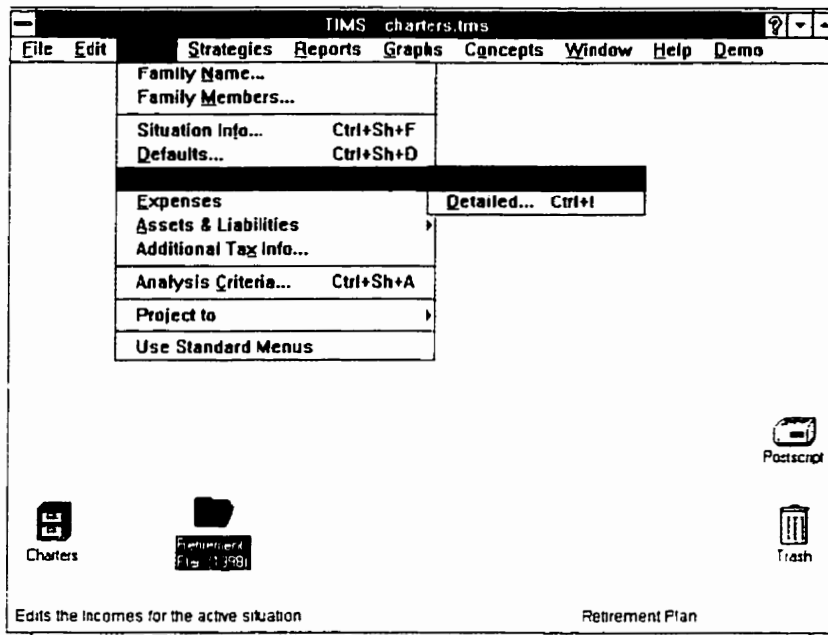 TIMS charters.tms ?
File Edit Strategies Reports Graphs Concepts Window Help Demo
Family Name...
Family Members...
Situation Info... Ctrl+Sh+F
Defaults... Ctrl+Sh+D
Expenses
Detailed... Ctrl+I
Assets & Liabilities
Additional Tax Info...
Analysis Criteria... Ctrl+Sh+A
Project to
Use Standard Menus
Postscript
Charters
Retirement
Trash
Edits the Incomes for the active situation
Retirement Plan